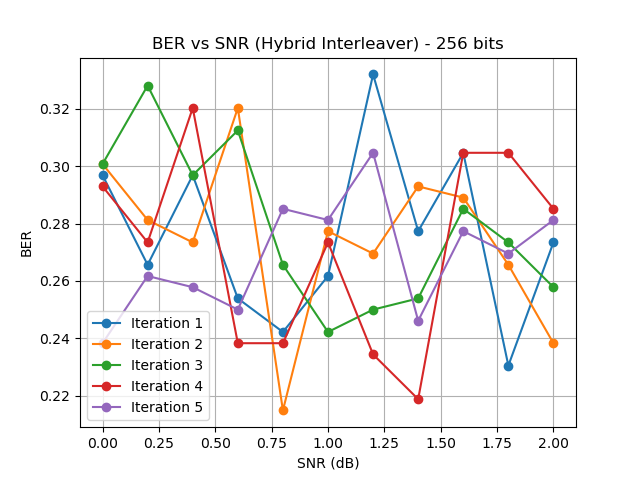 BER vs SNR (Hybrid Interleaver) - 256 bits
BER
0.32
0.30
0.28
0.26
0.24
0.22
Iteration 1
Iteration 2
Iteration 3
Iteration 4
Iteration 5
0.00 0.25 0.50 0.75 1.00 1.25 1.50 1.75 2.00
SNR (dB)